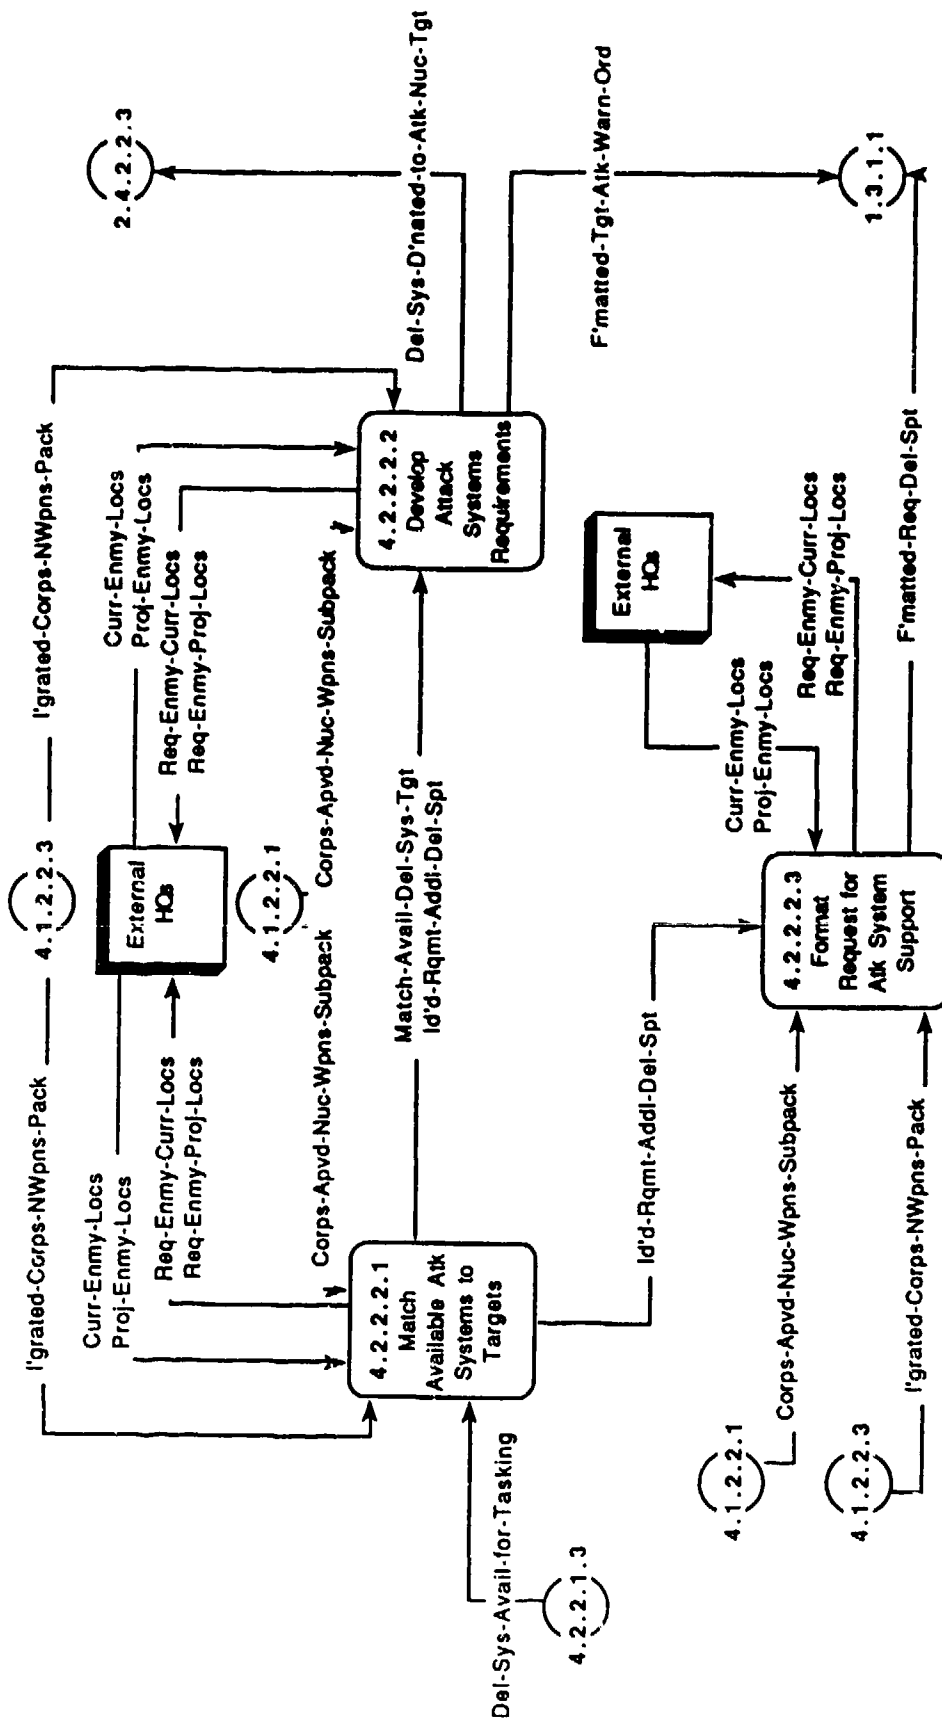 I'grated-Corps-NWpns-Pack
4.1.2.2.3
I'grated-Corps-NWpns-Pack
2.4.2.2.3
Curr-Enmy-Locs
Proj-Enmy-Locs
External
HQs
Curr-Enmy-Locs
Proj-Enmy-Locs
Req-Enmy-Curr-Locs
Req-Enmy-Proj-Locs
Req-Enmy-Curr-Locs
Req-Enmy-Proj-Locs
4.1.2.2.1
Corps-Apvd-Nuc-Wpns-Subpack
Corps-Apvd-Nuc-Wpns-Subpack
4.2.2.2.1
Match
Available Atk
Systems to
Targets
Match-Avail-Del-Sys-Tgt
Id'd-Rqmt-Addl-Del-Spt
4.2.2.2.2
Develop
Attack
Systems
Requirements
Del-Sys-D'nated-to-Atk-Nuc-Tgt
Del-Sys-Avail-for-Tasking
4.2.2.1.3
F'matted-Tgt-Atk-Warn-Ord
Id'd-Rqmt-Addl-Del-Spt
External
HQs
Curr-Enmy-Locs
Proj-Enmy-Locs
Req-Enmy-Curr-Locs
Req-Enmy-Proj-Locs
4.1.2.2.1
Corps-Apvd-Nuc-Wpns-Subpack
4.2.2.2.3
Format
Request for
Atk System
Support
1.3.1.1
4.1.2.2.3
I'grated-Corps-NWpns-Pack
F'matted-Req-Del-Spt